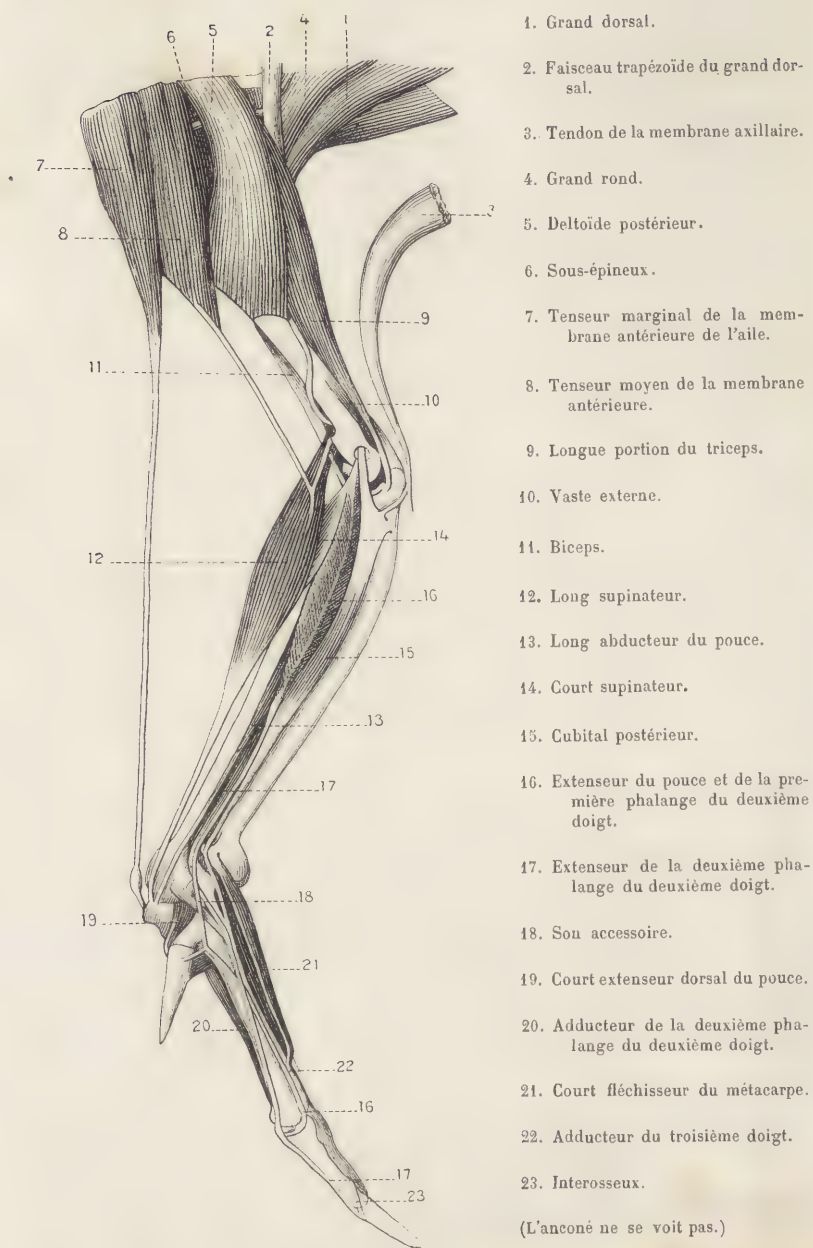 6 5 2 4 1
7
3
8
9
11
10
14
12
16
15
13
17
18
19
21
20
22
16
17
23
1. Grand dorsal.
2. Faisceau trapézoïde du grand dor-
sal.
3. Tendon de la membrane axillaire.
4. Grand rond.
5. Deltoïde postérieur.
6. Sous-épineux.
7. Tenseur marginal de la mem-
brane antérieure de l'aile.
8. Tenseur moyen de la membrane
antérieure.
9. Longue portion du triceps.
10. Vaste externe.
11. Biceps.
12. Long supinateur.
13. Long abducteur du pouce.
14. Court supinateur.
15. Cubital postérieur.
16. Extenseur du pouce et de la pre-
mière phalange du deuxième
doigt.
17. Extenseur de la deuxième pha-
lange du deuxième doigt.
18. Son accessoire.
19. Court extenseur dorsal du pouce.
20. Adducteur de la deuxième pha-
lange du deuxième doigt.
21. Court fléchisseur du métacarpe.
22. Adducteur du troisième doigt.
23. Interosseux.
(L'anconé ne se voit pas.)